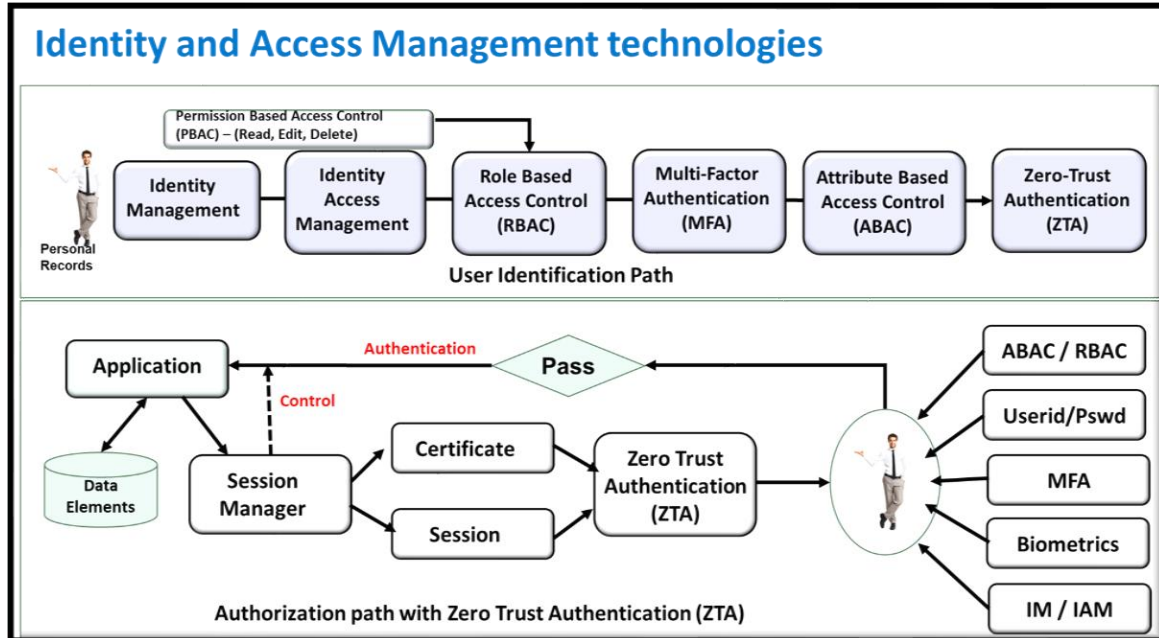 Identity and Access Management technologies
Permission Based Access Control
(PBAC) – (Read, Edit, Delete)
Personal
Records
Identity
Management
Identity
Access
Management
Role Based
Access Control
(RBAC)
Multi-Factor
Authentication
(MFA)
Attribute Based
Access Control
(ABAC)
Zero-Trust
Authentication
(ZTA)
User Identification Path
Application
Authentication
Pass
Control
Data
Elements
Session
Manager
Certificate
Session
Zero Trust
Authentication
(ZTA)
ABAC / RBAC
Userid/Pswd
MFA
Biometrics
IM / IAM
Authorization path with Zero Trust Authentication (ZTA)